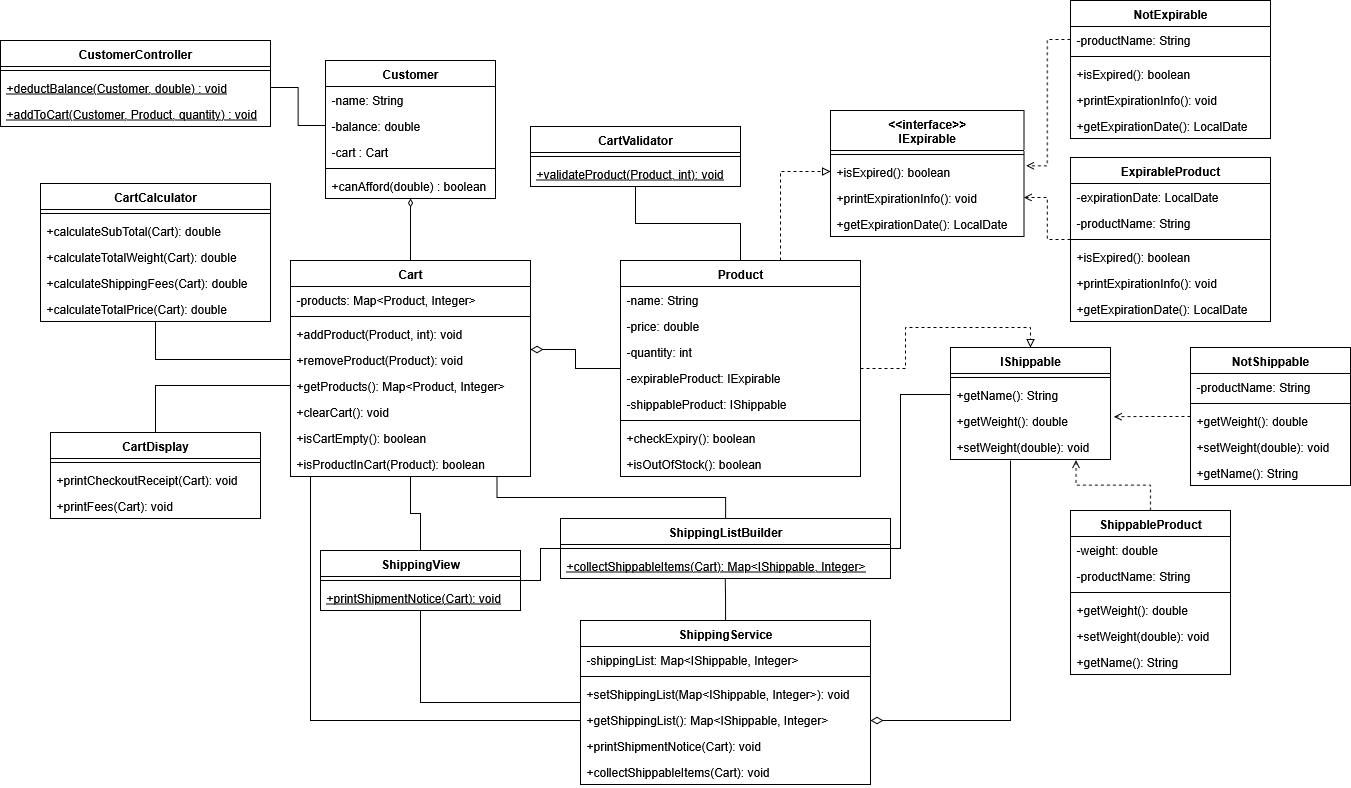 CustomerController
+deductBalance(Customer, double) : void
+addToCart(Customer, Product, quantity) : void
Customer
-name: String
-balance: double
-cart : Cart
+canAfford(double) : boolean
CartValidator
+validateProduct(Product, int): void
<<interface>>
IExpirable
+isExpired(): boolean
+printExpirationInfo(): void
+getExpirationDate(): LocalDate
NotExpirable
-productName: String
+isExpired(): boolean
+printExpirationInfo(): void
+getExpirationDate(): LocalDate
ExpirableProduct
-expirationDate: LocalDate
-productName: String
+isExpired(): boolean
+printExpirationInfo(): void
+getExpirationDate(): LocalDate
CartCalculator
+calculateSubTotal(Cart): double
+calculateTotalWeight(Cart): double
+calculateShippingFees(Cart): double
+calculateTotalPrice(Cart): double
Cart
-products: Map<Product, Integer>
+addProduct(Product, int): void
+removeProduct(Product): void
+getProducts(): Map<Product, Integer>
+clearCart(): void
+isCartEmpty(): boolean
+isProductInCart(Product): boolean
Product
-name: String
-price: double
-quantity: int
-expirableProduct: IExpirable
-shippableProduct: IShippable
+checkExpiry(): boolean
+isOutOfStock(): boolean
IShippable
+getName(): String
+getWeight(): double
+setWeight(double): void
NotShippable
-productName: String
+getWeight(): double
+setWeight(double): void
+getName(): String
CartDisplay
+printCheckoutReceipt(Cart): void
+printFees(Cart): void
ShippingView
+printShipmentNotice(Cart): void
ShippingListBuilder
+collectShippableItems(Cart): Map<IShippable, Integer>
ShippableProduct
-weight: double
-productName: String
+getWeight(): double
+setWeight(double): void
+getName(): String
ShippingService
-shippingList: Map<IShippable, Integer>
+setShippingList(Map<IShippable, Integer>): void
+getShippingList(): Map<IShippable, Integer>
+printShipmentNotice(Cart): void
+collectShippableItems(Cart): void